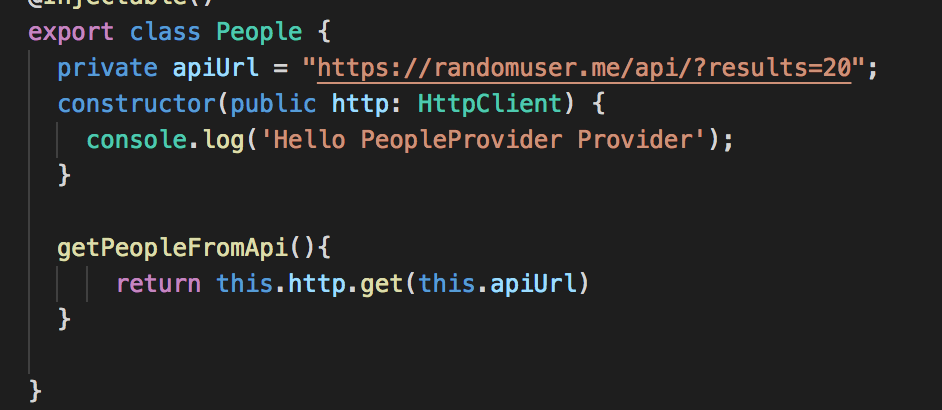 @Injectable()
export class People {
private apiUrl = "https://randomuser.me/api/?results=20";
constructor(public http: HttpClient) {
console.log('Hello PeopleProvider Provider');
}
getPeopleFromApi(){
return this.http.get(this.apiUrl)
}
}